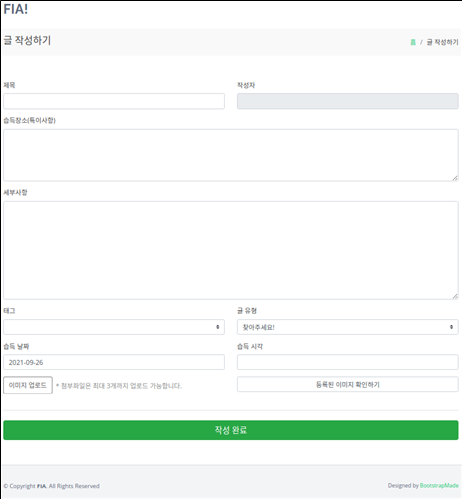 FIA!
글 작성하기
홈 / 글 작성하기
제목
작성자
습득장소(특이사항)
세부사항
태그
글 유형
찾아주세요!
습득 날짜
습득 시각
2021-09-26
이미지 업로드 * 첨부파일은 최대 3개까지 업로드 가능합니다.
등록된 이미지 확인하기
작성 완료
© Copyright FIA. All Rights Reserved
Designed by BootstrapMade